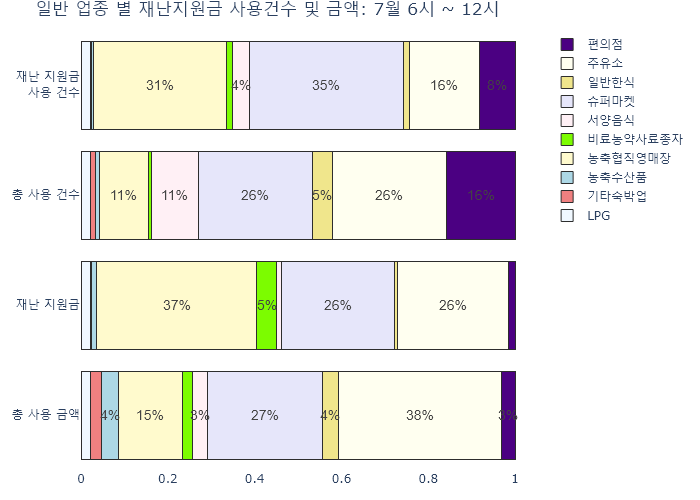 일반 업종 별 재난지원금 사용건수 및 금액: 7월 6시 ~ 12시
재난 지원금
사용 건수
31%
4%
35%
16%
8%
총 사용 건수
11%
11%
26%
5%
26%
16%
재난 지원금
37%
5%
26%
26%
총 사용 금액
4%
15%
3%
27%
4%
38%
3%
0
0.2
0.4
0.6
0.8
1
편의점
주유소
일반한식
슈퍼마켓
서양음식
비료농약사료종자
농축협직영매장
농축수산품
기타숙박업
LPG